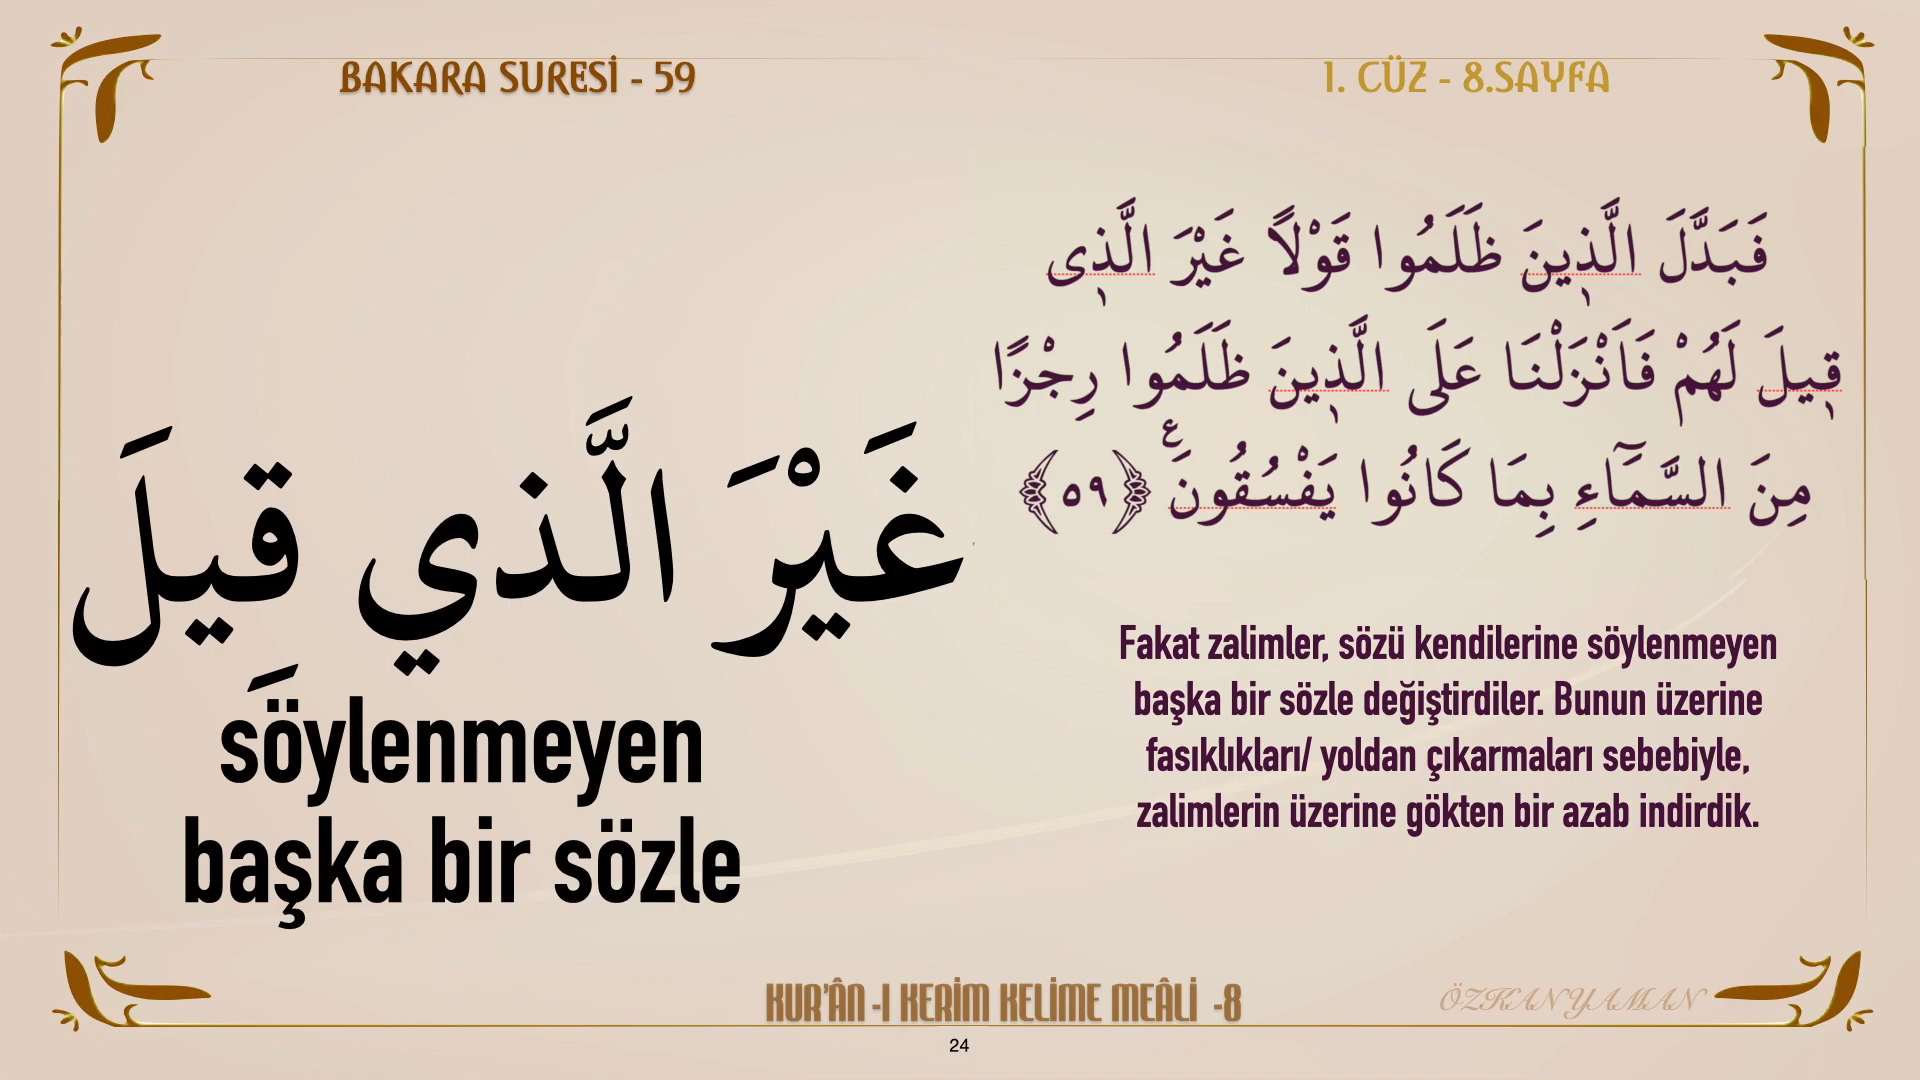 BAKARA SURESİ - 59
1. CÜZ - 8.SAYFA
فَبَدَّلَ الَّذ۪ينَ ظَلَمُوا قَوْلاً غَيْرَ الَّذ۪ى
ق۪يلَ لَهُمْ فَاَنْزَلْنَا عَلَى الَّذ۪ينَ ظَلَمُوا رِجْزًا
مِنَ السَّمَٓاءِ بِمَا كَانُوا يَفْسُقُونَ۟ ﴿٥٩﴾
غَيْرَ الَّذي قِيلَ
söylenmeyen
başka bir sözle
Fakat zalimler, sözü kendilerine söylenmeyen
başka bir sözle değiştirdiler. Bunun üzerine
fasıklıkları/ yoldan çıkarmaları sebebiyle,
zalimlerin üzerine gökten bir azab indirdik.
KUR'ÂN -I KERİM KELİME MEÂLİ -8
ÖZKAN YAMAN
24